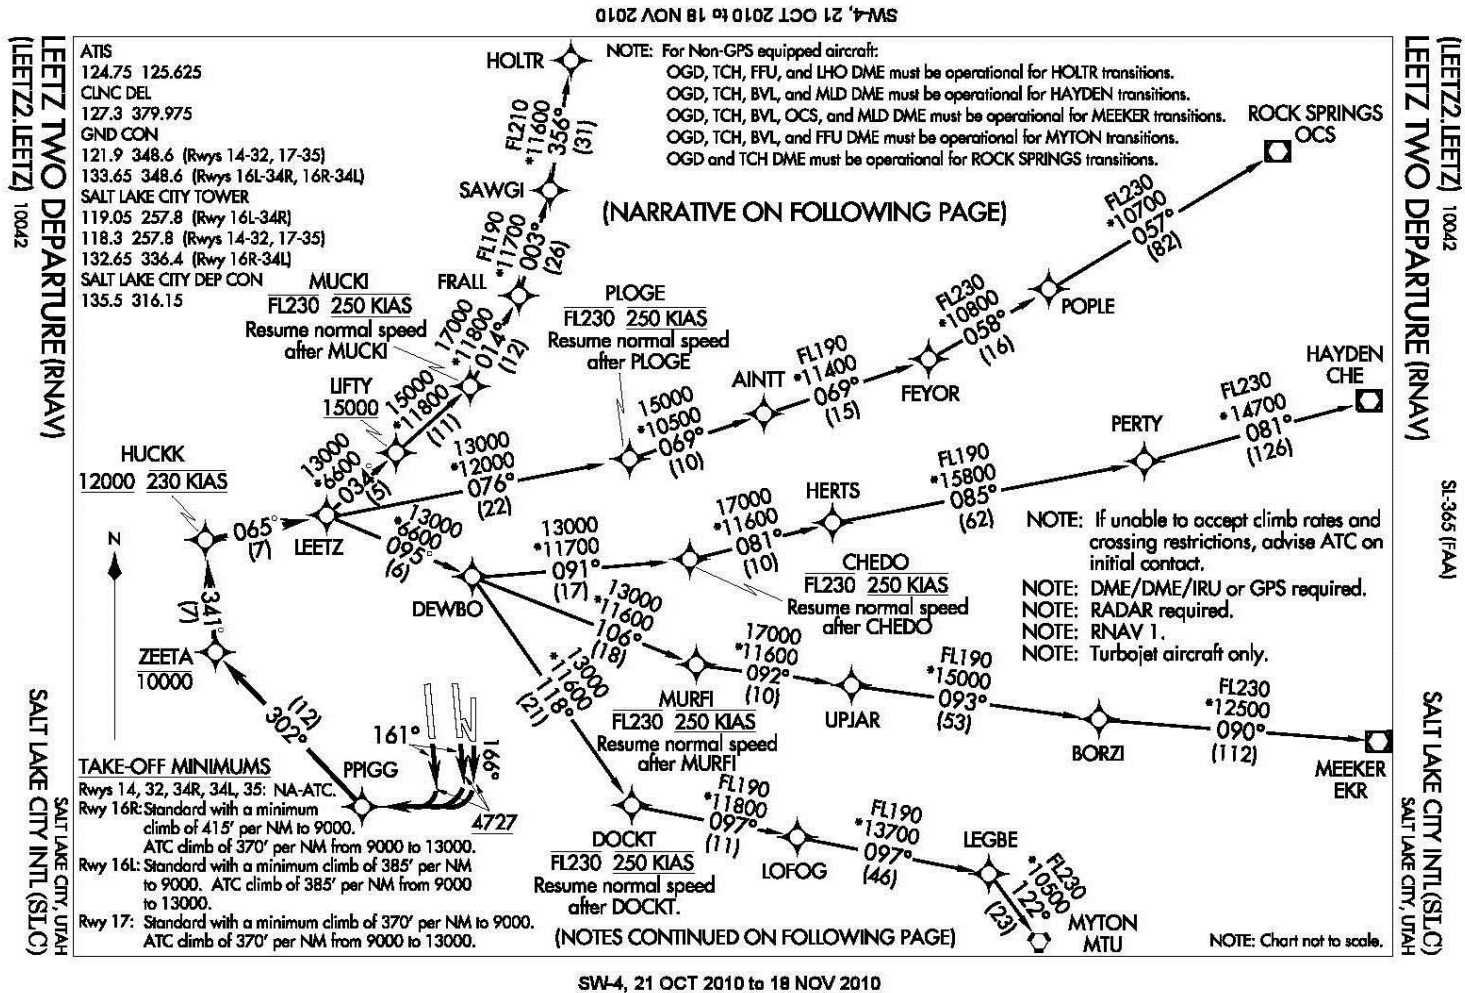 SW-4, 21 OCT 2010 to 18 NOV 2010
LEETZ TWO DEPARTURE (RNAV)
(LEETZ2.LEETZ) 10042
SALT LAKE CITY INTL (SLC)
SALT LAKE CITY, UTAH
ATIS
124.75 125.625
CLNC DEL
127.3 379.975
GND CON
121.9 348.6 (Rwys 14-32, 17-35)
133.65 348.6 (Rwys 16L-34R, 16R-34L)
SALT LAKE CITY TOWER
119.05 257.8 (Rwy 16L-34R)
118.3 257.8 (Rwys 14-32, 17-35)
132.65 336.4 (Rwy 16R-34L)
SALT LAKE CITY DEP CON
135.5 316.15
NOTE: For Non-GPS equipped aircraft:
OGD, TCH, FFU, and LHO DME must be operational for HOLTR transitions.
OGD, TCH, BVL, and MLD DME must be operational for HAYDEN transitions.
OGD, TCH, BVL, OCS, and MLD DME must be operational for MEEKER transitions.
OGD, TCH, BVL, and FFU DME must be operational for MYTON transitions.
OGD and TCH DME must be operational for ROCK SPRINGS transitions.
(NARRATIVE ON FOLLOWING PAGE)
HOLTR
FL210
*11600
356°
(31)
SAWGI
FL190
*11700
003°
(26)
FRALL
17000
*11800
014°
(12)
MUCKI
FL230 250 KIAS
Resume normal speed
after MUCKI
15000
*11800
(11)
LIFTY
15000
13000
*6600
034°
(5)
HUCKK
12000 230 KIAS
065°
(7)
LEETZ
13000
*12000
076°
(22)
PLOGE
FL230 250 KIAS
Resume normal speed
after PLOGE
15000
*10500
069°
(10)
AINTT
FL190
*11400
069°
(15)
FEYOR
FL230
*10800
058°
(16)
POPLE
FL230
*10700
057°
(82)
ROCK SPRINGS
OCS
13000
*6600
095°
(6)
DEWBO
13000
*11700
091°
(17)
CHEDO
FL230 250 KIAS
Resume normal speed
after CHEDO
17000
*11600
081°
(10)
HERTS
FL190
*15800
085°
(62)
PERTY
FL230
*14700
081°
(126)
HAYDEN
CHE
13000
*11600
106°
(18)
MURFI
FL230 250 KIAS
Resume normal speed
after MURFI
17000
*11600
092°
(10)
UPJAR
FL190
*15000
093°
(53)
BORZI
FL230
*12500
090°
(112)
MEEKER
EKR
13000
*11600
118°
(21)
DOCKT
FL230 250 KIAS
Resume normal speed
after DOCKT.
FL190
*11800
097°
(11)
LOFOG
FL190
*13700
097°
(46)
LEGBE
FL230
*10500
122°
(23)
MYTON
MTU
N
341°
(7)
ZEETA
10000
(12)
302°
PPIGG
161°
166°
4727
NOTE: If unable to accept climb rates and
crossing restrictions, advise ATC on
initial contact.
NOTE: DME/DME/IRU or GPS required.
NOTE: RADAR required.
NOTE: RNAV 1.
NOTE: Turbojet aircraft only.
TAKE-OFF MINIMUMS
Rwys 14, 32, 34R, 34L, 35: NA-ATC.
Rwy 16R: Standard with a minimum
climb of 415' per NM to 9000.
ATC climb of 370' per NM from 9000 to 13000.
Rwy 16L: Standard with a minimum climb of 385' per NM
to 9000. ATC climb of 385' per NM from 9000
to 13000.
Rwy 17: Standard with a minimum climb of 370' per NM to 9000.
ATC climb of 370' per NM from 9000 to 13000.
(NOTES CONTINUED ON FOLLOWING PAGE)
NOTE: Chart not to scale.
(LEETZ2.LEETZ) 10042
LEETZ TWO DEPARTURE (RNAV)
SL-365 (FAA)
SALT LAKE CITY INTL (SLC)
SALT LAKE CITY, UTAH
SW-4, 21 OCT 2010 to 18 NOV 2010